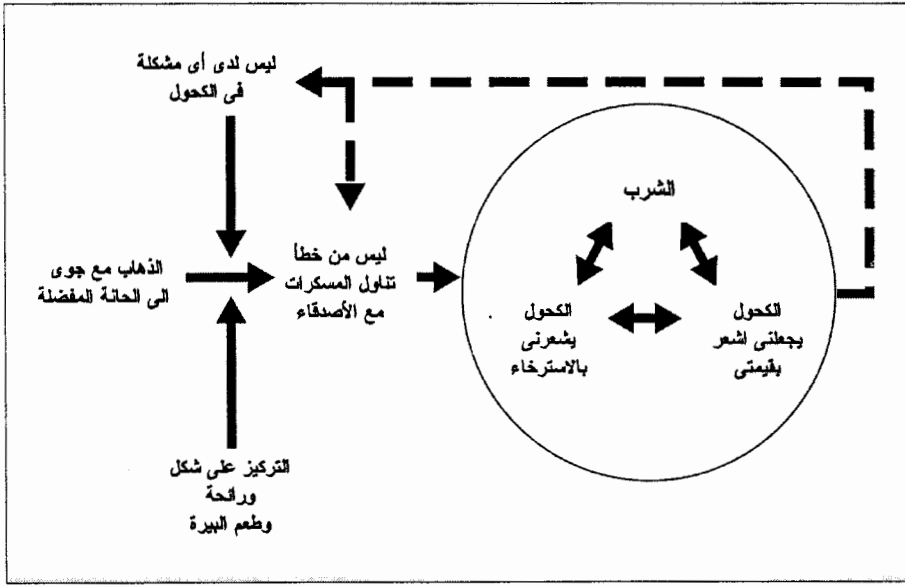 ليس لدى أى مشكلة
فى الكحول
الشرب
الذهاب مع جوى
الى الحانة المفضلة
ليس من خطأ
تناول المسكرات
مع الأصدقاء
الكحول
يشعرنى
بالاسترخاء
الكحول
يجعلنى اشعر
بقيمتى
التركيز على شكل
ورائحة
وطعم البيرة